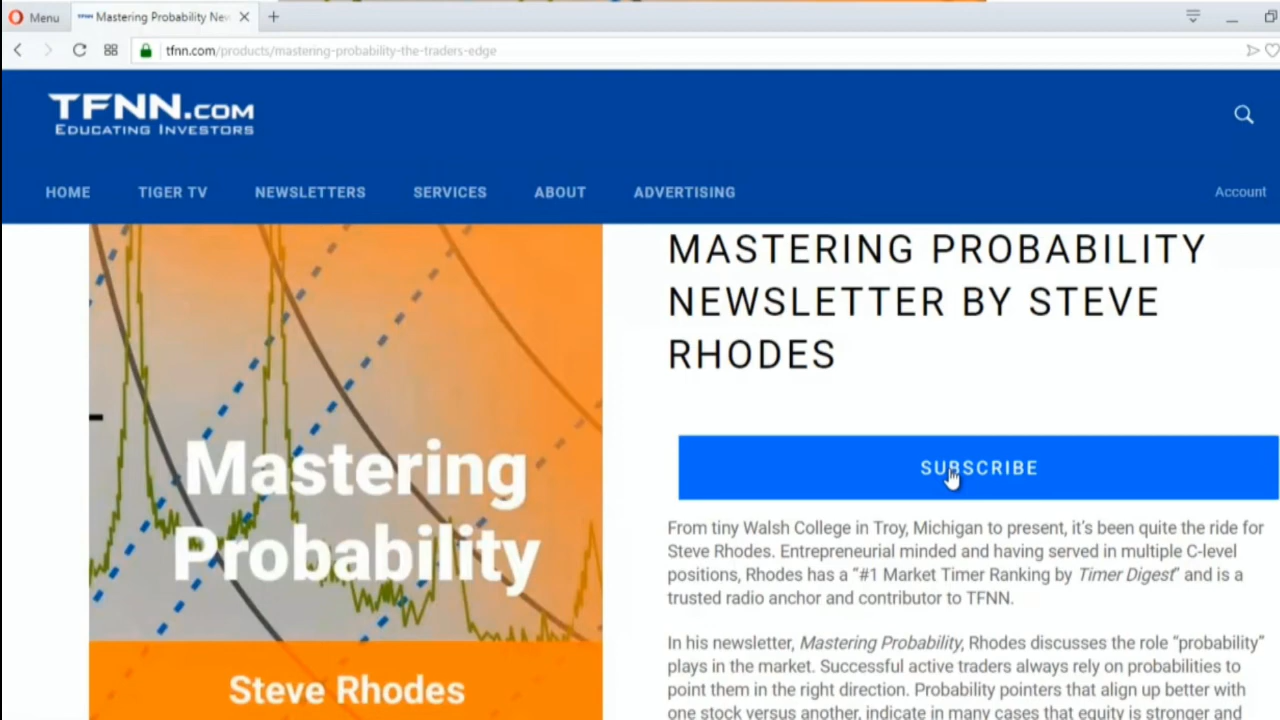 Menu
Mastering Probability New
tfnn.com/products/mastering-probability-the-traders-edge
TFNN.COM
EDUCATING INVESTORS
HOME TIGER TV NEWSLETTERS SERVICES ABOUT ADVERTISING Account
MASTERING PROBABILITY
NEWSLETTER BY STEVE
RHODES
SUBSCRIBE
From tiny Walsh College in Troy, Michigan to present, it's been quite the ride for
Steve Rhodes. Entrepreneurial minded and having served in multiple C-level
positions, Rhodes has a “#1 Market Timer Ranking by Timer Digest” and is a
trusted radio anchor and contributor to TFNN.
In his newsletter, Mastering Probability, Rhodes discusses the role “probability”
plays in the market. Successful active traders always rely on probabilities to
point them in the right direction. Probability pointers that align up better with
one stock versus another, indicate in many cases that equity is stronger and
Mastering
Probability
Steve Rhodes